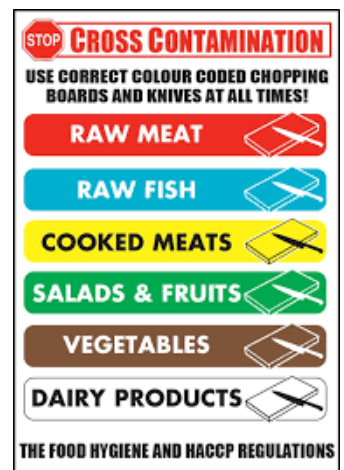 STOP CROSS CONTAMINATION
USE CORRECT COLOUR CODED CHOPPING
BOARDS AND KNIVES AT ALL TIMES!
RAW MEAT
RAW FISH
COOKED MEATS
SALADS & FRUITS
VEGETABLES
DAIRY PRODUCTS
THE FOOD HYGIENE AND HACCP REGULATIONS